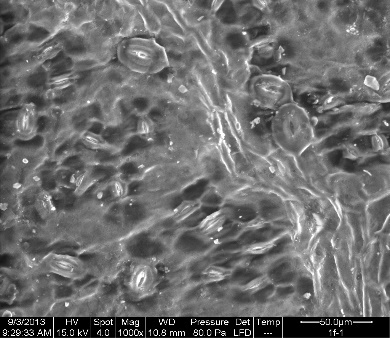 9/3/2013 HV Spot Mag WD Pressure Det Temp 50.0µm
9:29:33 AM 15.0 kV 4.0 1000x 10.6 mm 80.0 Pa LFD --- 1f-1